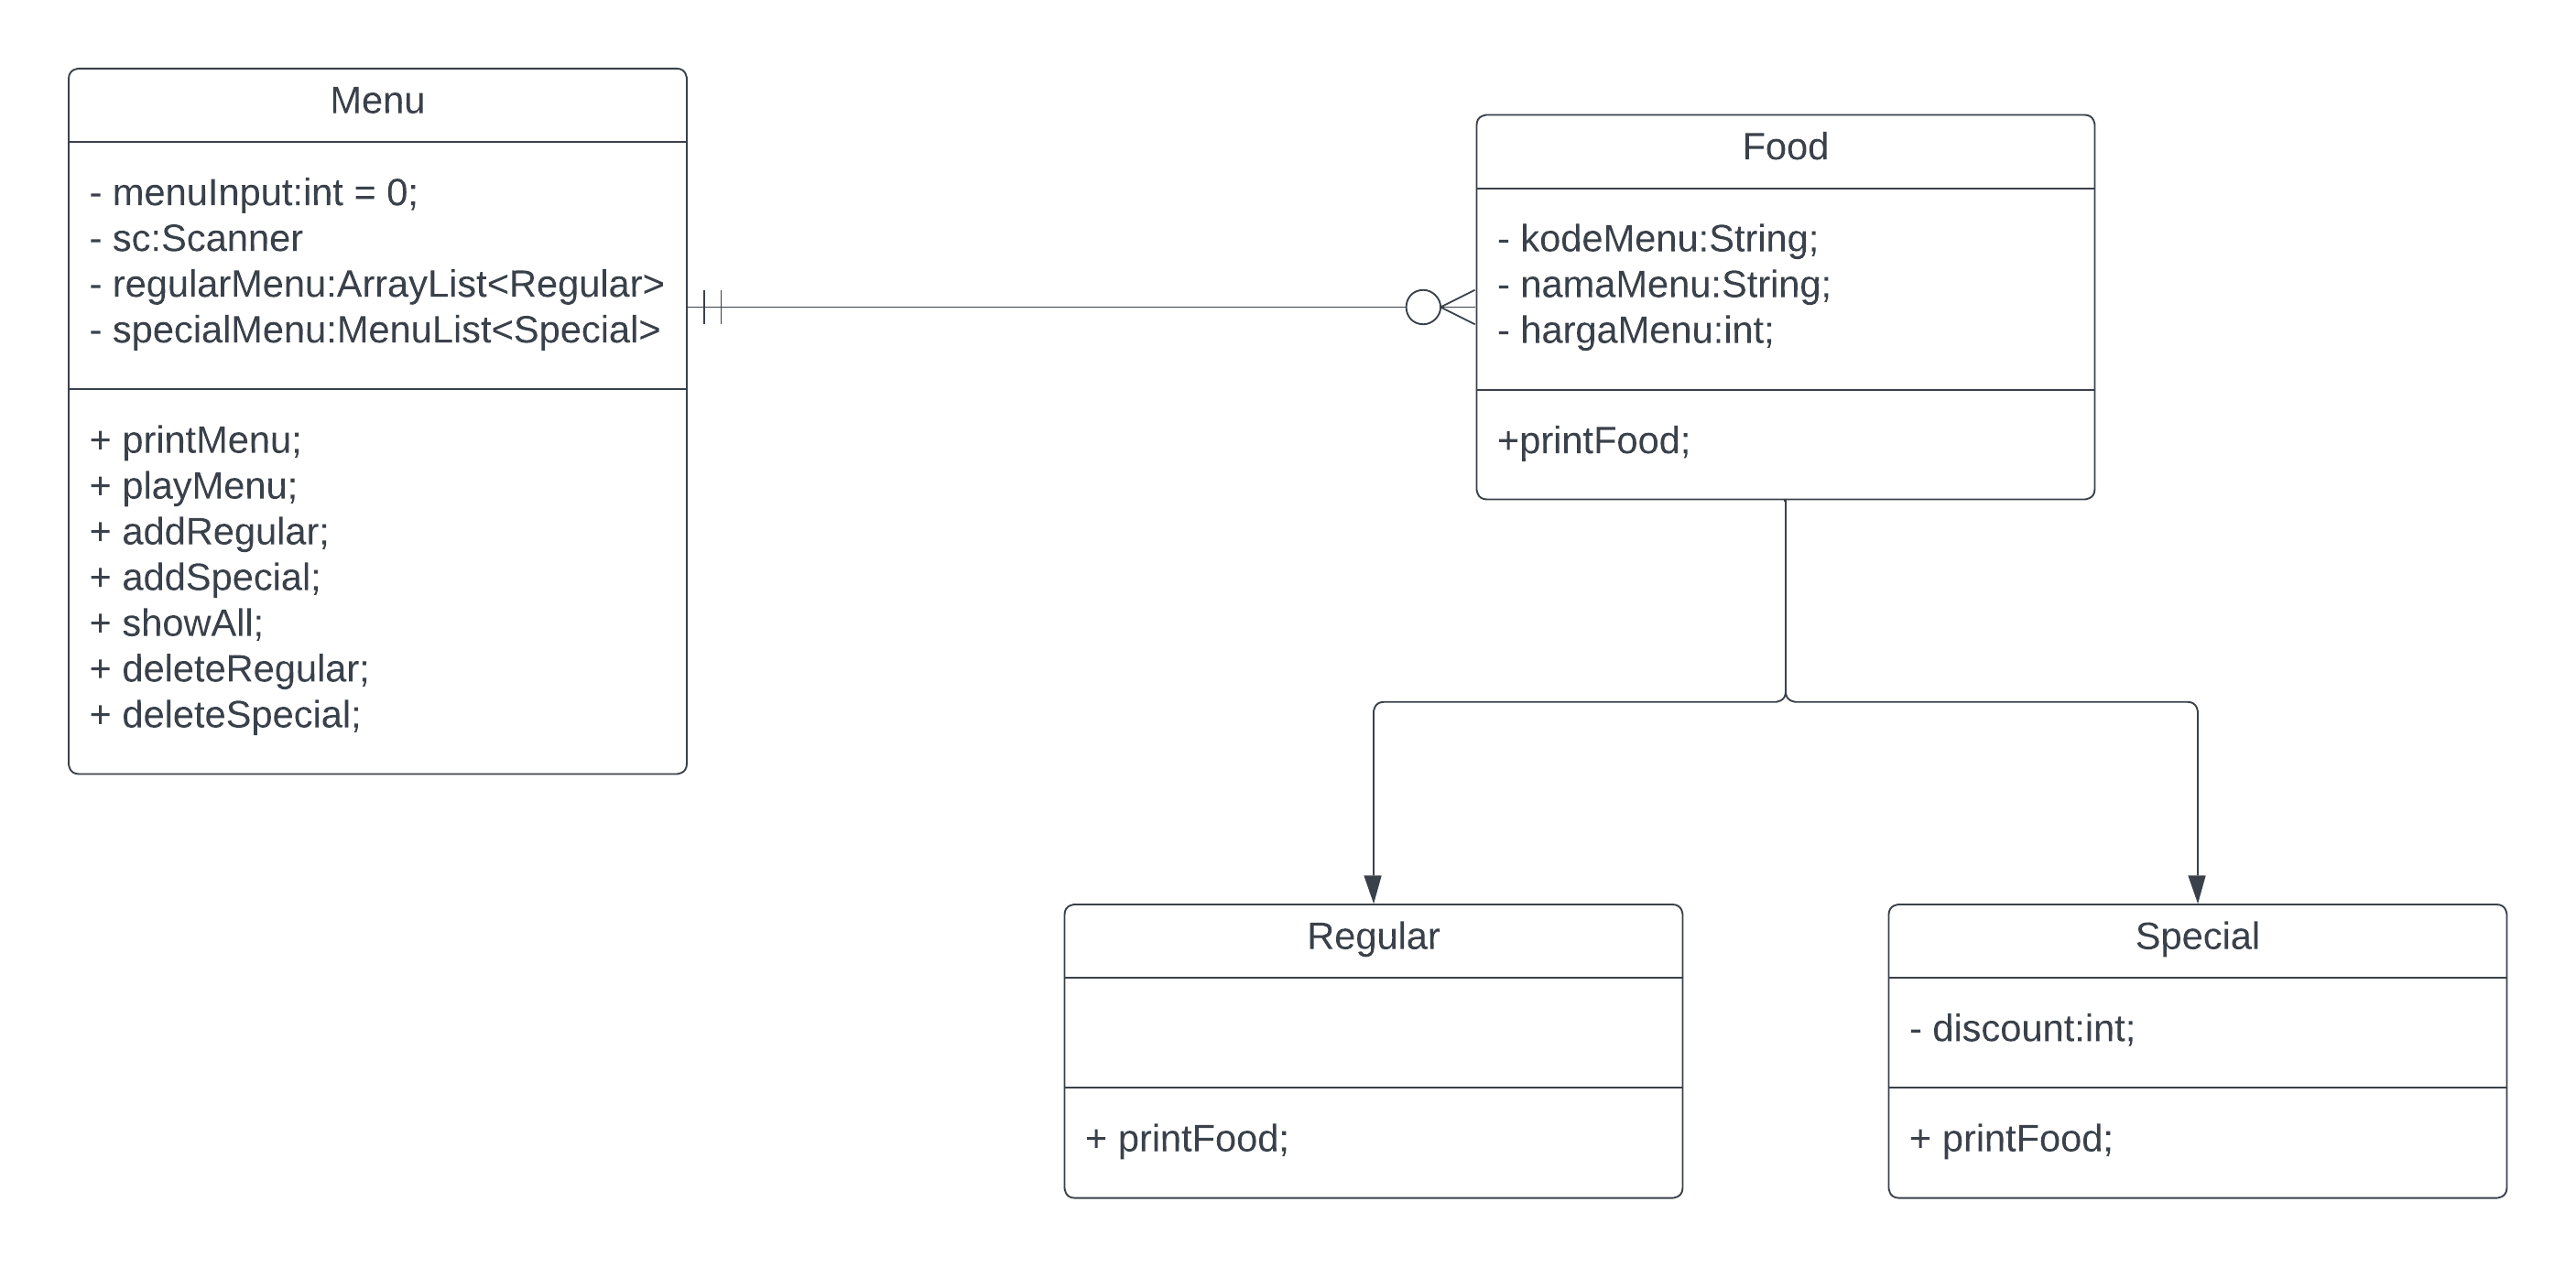 Menu
- menuInput:int = 0;
- sc:Scanner
- regularMenu:ArrayList<Regular>
- specialMenu:MenuList<Special>
+ printMenu;
+ playMenu;
+ addRegular;
+ addSpecial;
+ showAll;
+ deleteRegular;
+ deleteSpecial;
Food
- kodeMenu:String;
- namaMenu:String;
- hargaMenu:int;
+printFood;
Regular
+ printFood;
Special
- discount:int;
+ printFood;